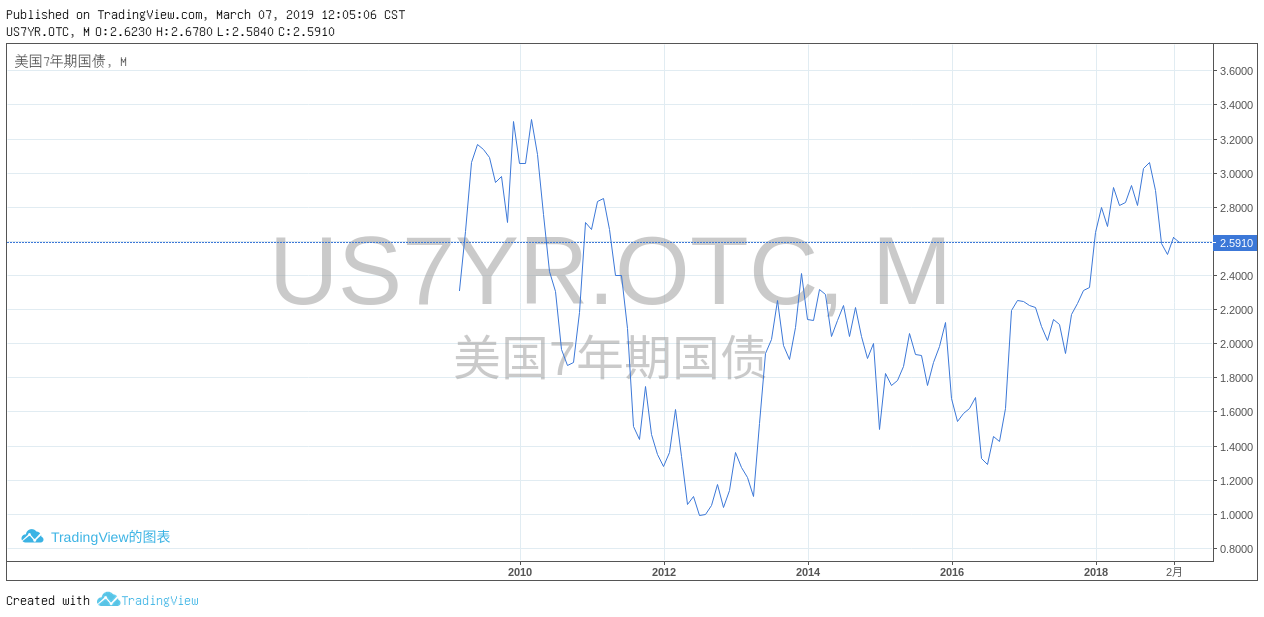 Published on TradingView.com, March 07, 2019 12:05:06 CST
US7YR.OTC, M O:2.6230 H:2.6780 L:2.5840 C:2.5910
美国7年期国债, M
3.6000
3.4000
3.2000
3.0000
2.8000
2.5910
2.4000
2.2000
2.0000
1.8000
1.6000
1.4000
1.2000
1.0000
0.8000
US7YR.OTC, M
美国7年期国债
TradingView的图表
2010 2012 2014 2016 2018 2月
Created with TradingView